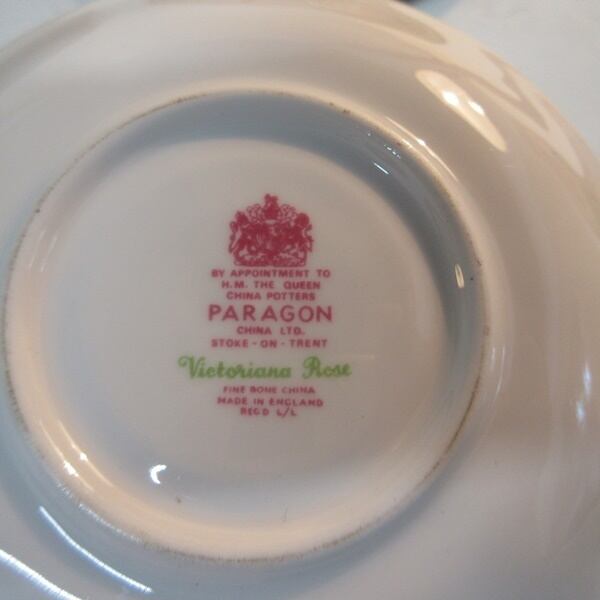 BY APPOINTMENT TO
H.M. THE QUEEN
CHINA POTTERS
PARAGON
CHINA LTD.
STOKE-ON-TRENT
Victoriana Rose
FINE BONE CHINA
MADE IN ENGLAND
REGD L/L